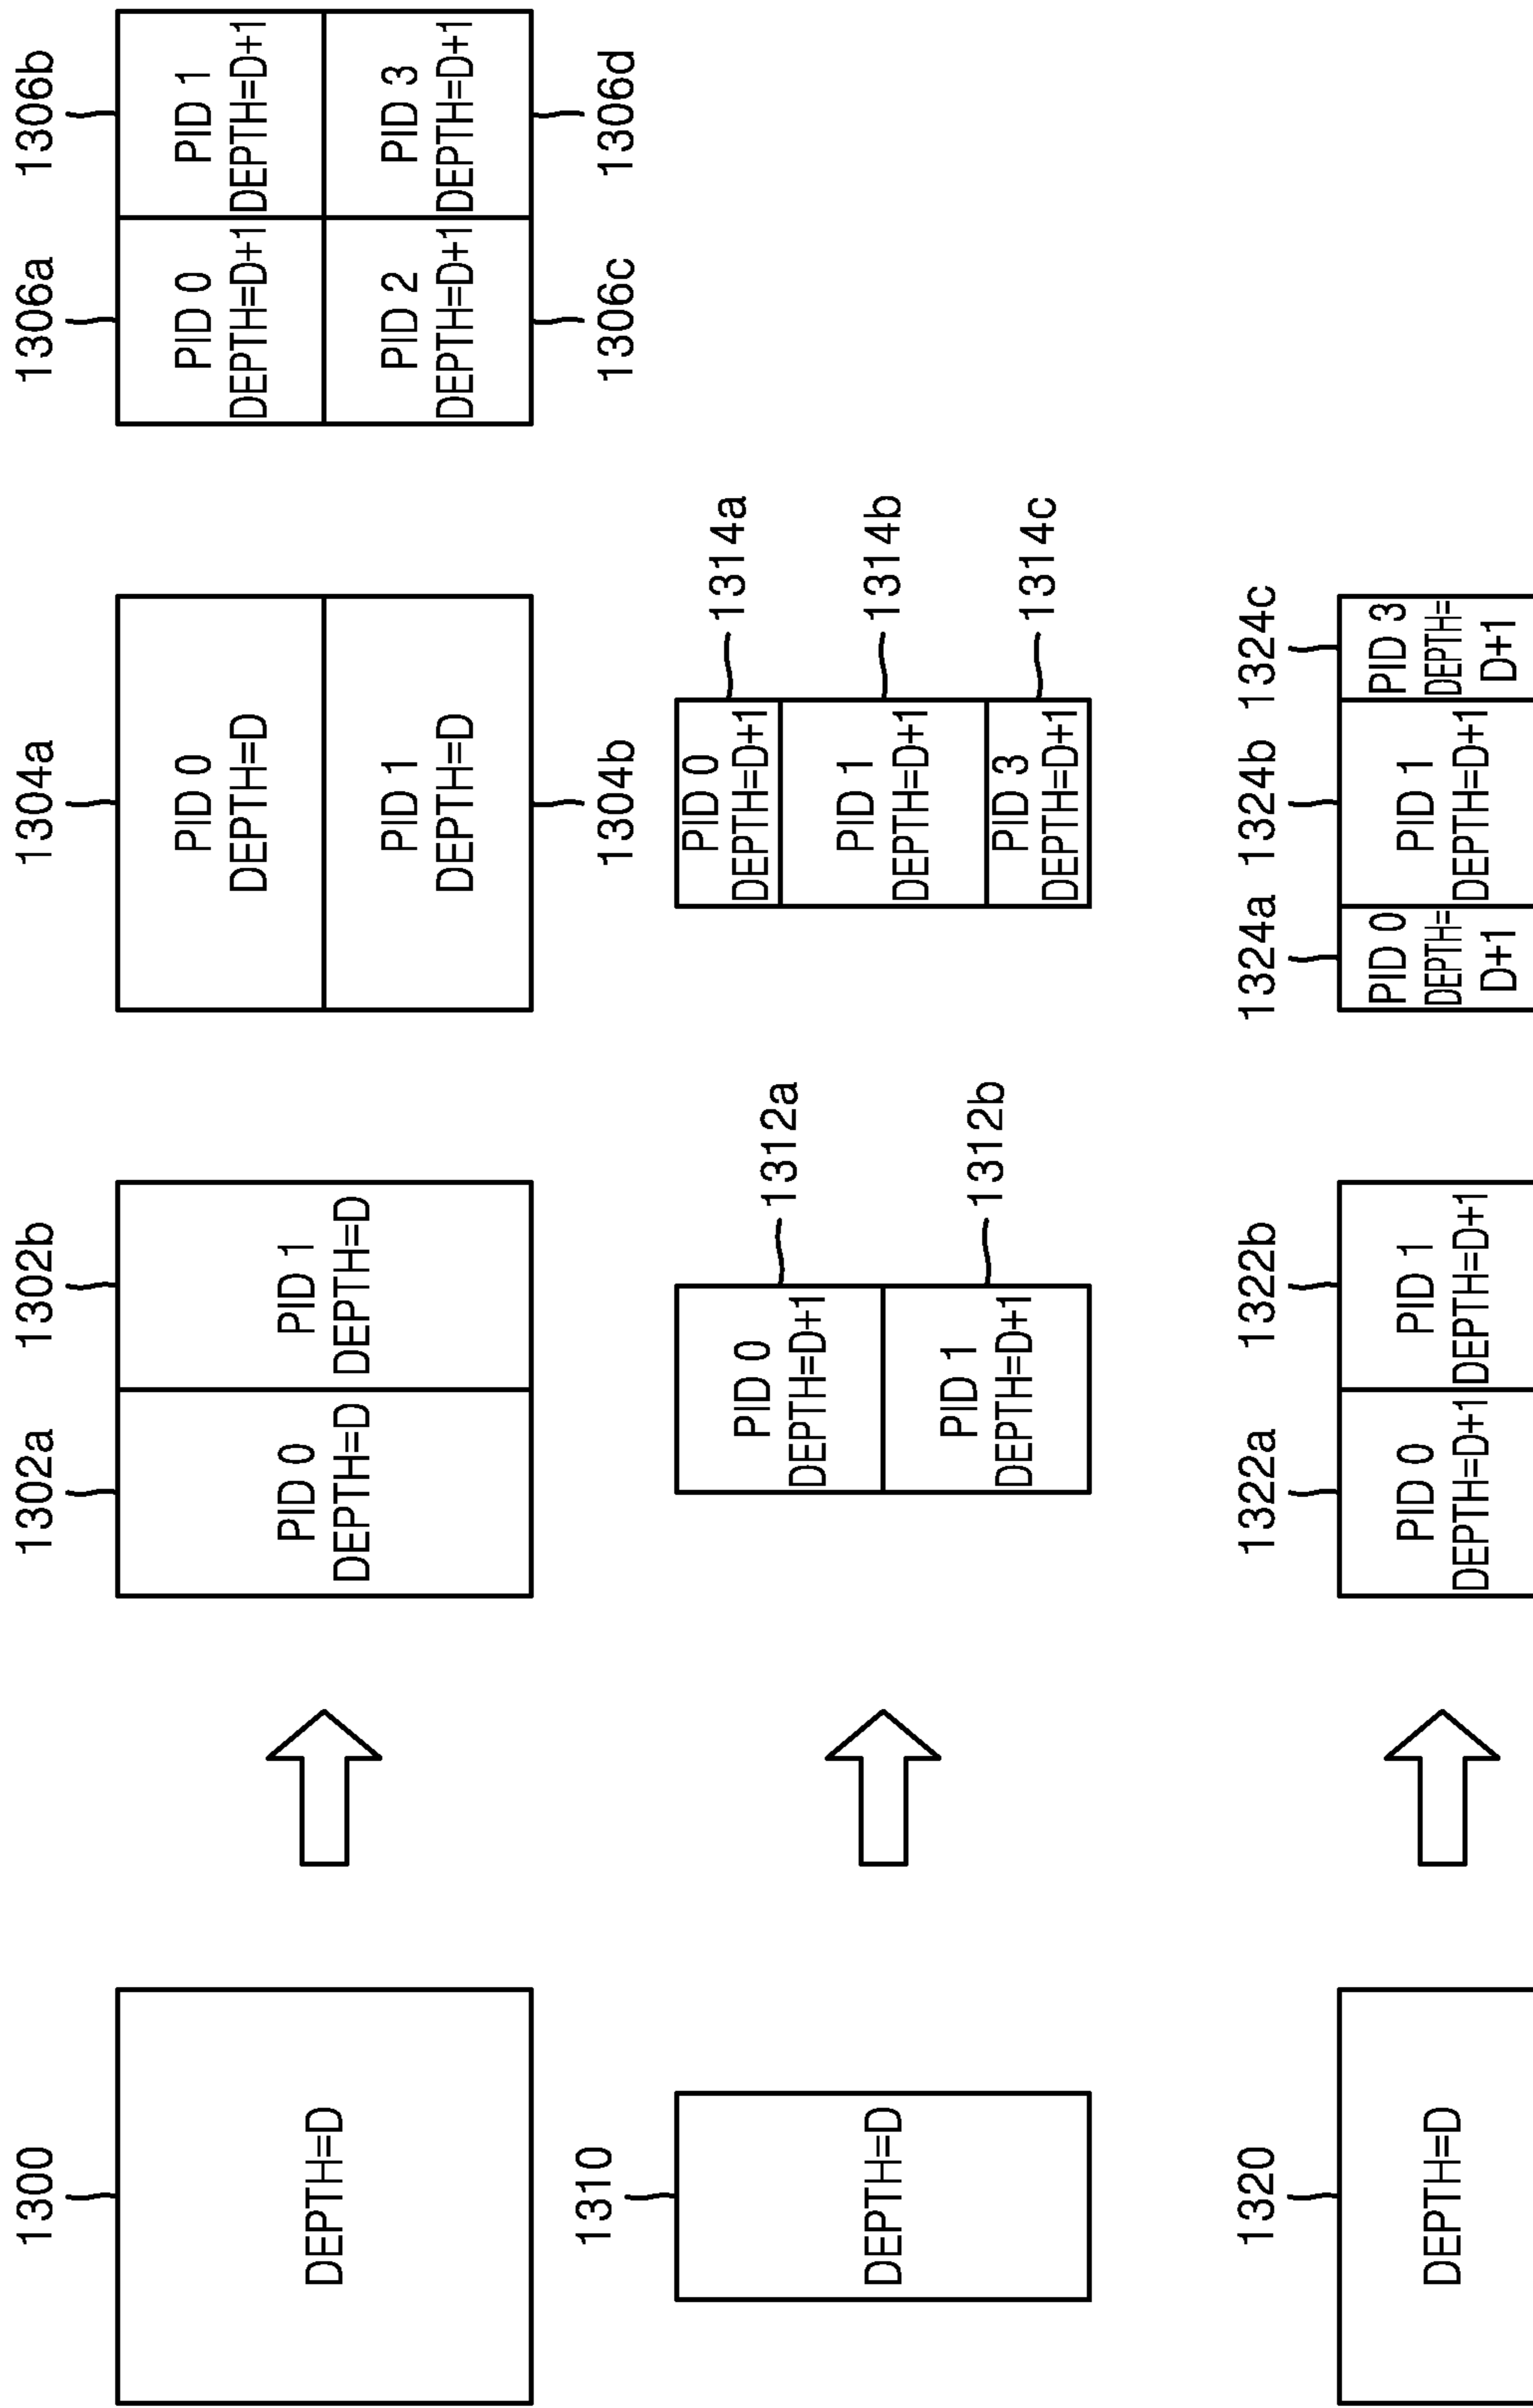 1300
DEPTH=D
1302a
1302b
PID 0
DEPTH=D
PID 1
DEPTH=D
1304a
PID 0
DEPTH=D
PID 1
DEPTH=D
1304b
1306a
1306b
PID 0
DEPTH=D+1
PID 1
DEPTH=D+1
PID 2
DEPTH=D+1
PID 3
DEPTH=D+1
1306c
1306d
1310
DEPTH=D
PID 0
DEPTH=D+1
1312a
PID 1
DEPTH=D+1
1312b
PID 0
DEPTH=D+1
1314a
PID 1
DEPTH=D+1
1314b
PID 3
DEPTH=D+1
1314c
1320
DEPTH=D
1322a
1322b
PID 0
DEPTH=D+1
PID 1
DEPTH=D+1
1324a
1324b
1324c
PID 0
DEPTH=
D+1
PID 1
DEPTH=D+1
PID 3
DEPTH=
D+1